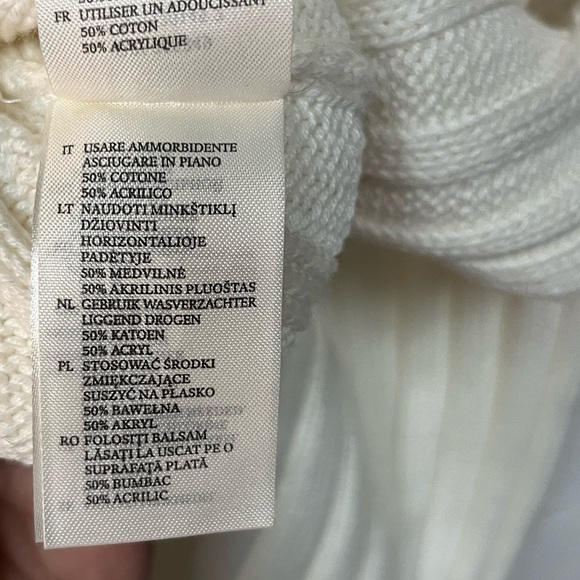 FR UTILISER UN ADOUCISSANT
50% COTON
50% ACRYLIQUE
IT USARE AMMORBIDENTE
ASCIUGARE IN PIANO
50% COTONE
50% ACRILICO
LT NAUDOTI MINKŠTIKLĮ
DŽIOVINTI
HORIZONTALIOJE
PADĖTYJE
50% MEDVILNĖ
50% AKRILINIS PLUOŠTAS
NL GEBRUIK WASVERZACHTER
LIGGEND DROGEN
50% KATOEN
50% ACRYL
PL STOSOWAĆ ŚRODKI
ZMIĘKCZAJĄCE
SUSZYĆ NA PŁASKO
50% BAWEŁNA
50% AKRYL
RO FOLOSIȚI BALSAM
LĂSAȚI LA USCAT PE O
SUPRAFAȚĂ PLATĂ
50% BUMBAC
50% ACRILIC